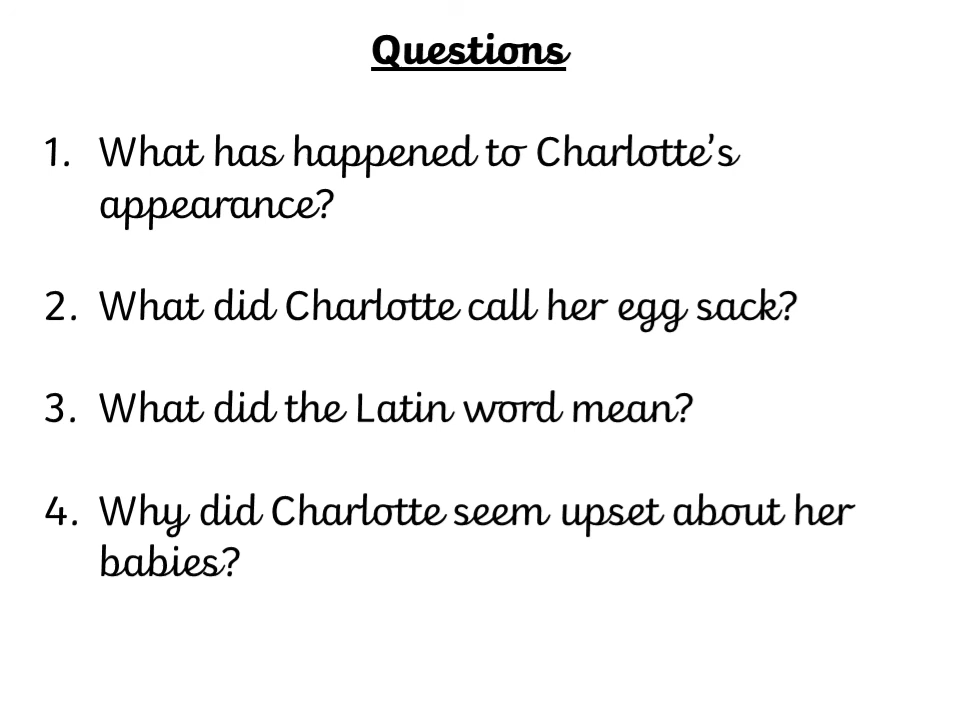 Questions
1. What has happened to Charlotte's
appearance?
2. What did Charlotte call her egg sack?
3. What did the Latin word mean?
4. Why did Charlotte seem upset about her
babies?